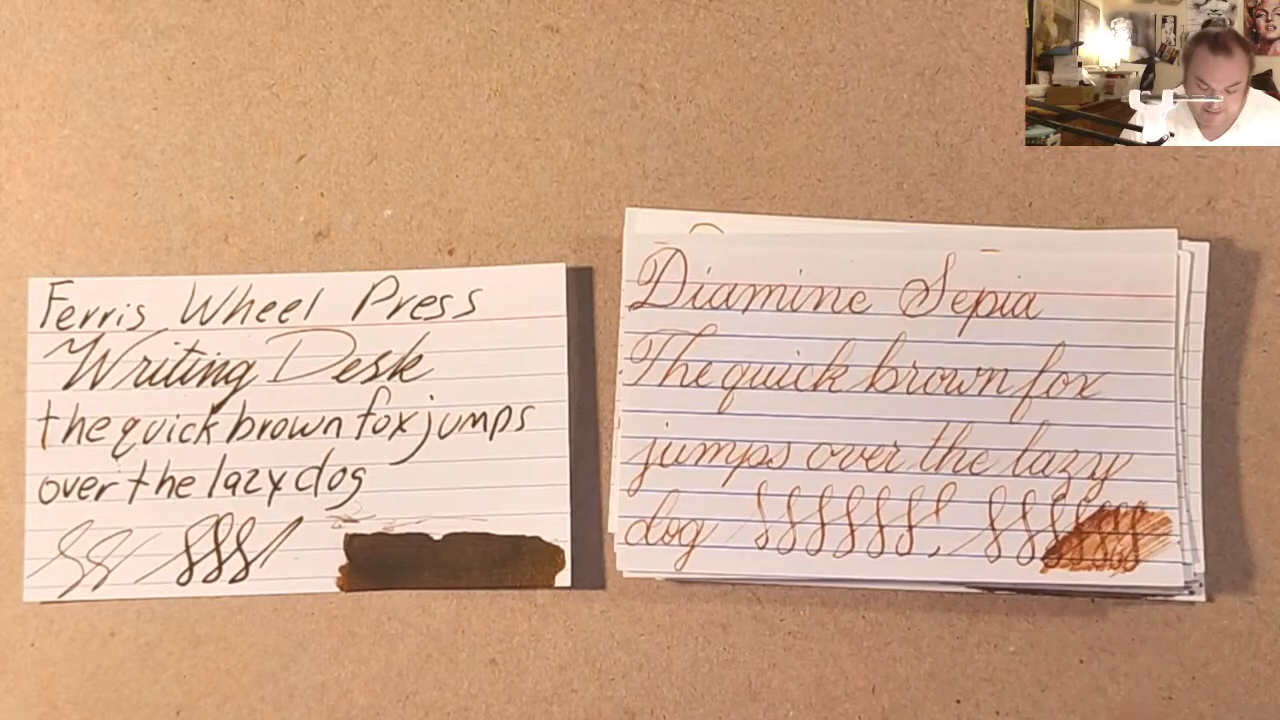 Ferris Wheel Press
Writing Desk
the quick brown fox jumps
over the lazy dog
Diamine Sepia
The quick brown fox
jumps over the lazy
dog